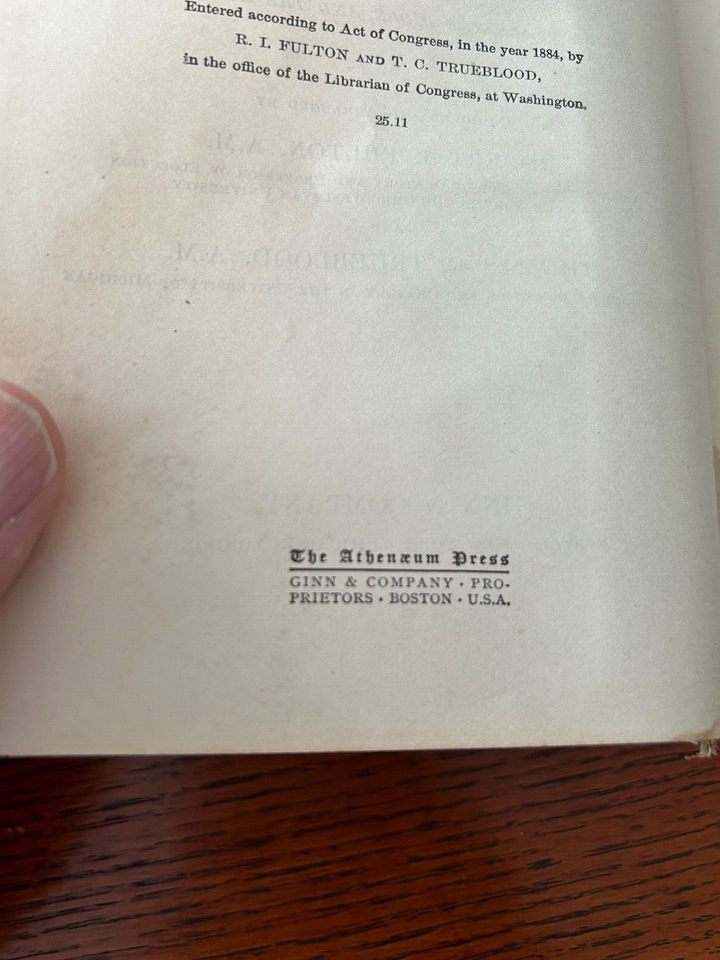 Entered according to Act of Congress, in the year 1884, by
R. I. FULTON AND T. C. TRUEBLOOD,
in the office of the Librarian of Congress, at Washington.
25.11
The Athenæum Press
GINN & COMPANY · PRO-
PRIETORS · BOSTON · U.S.A.